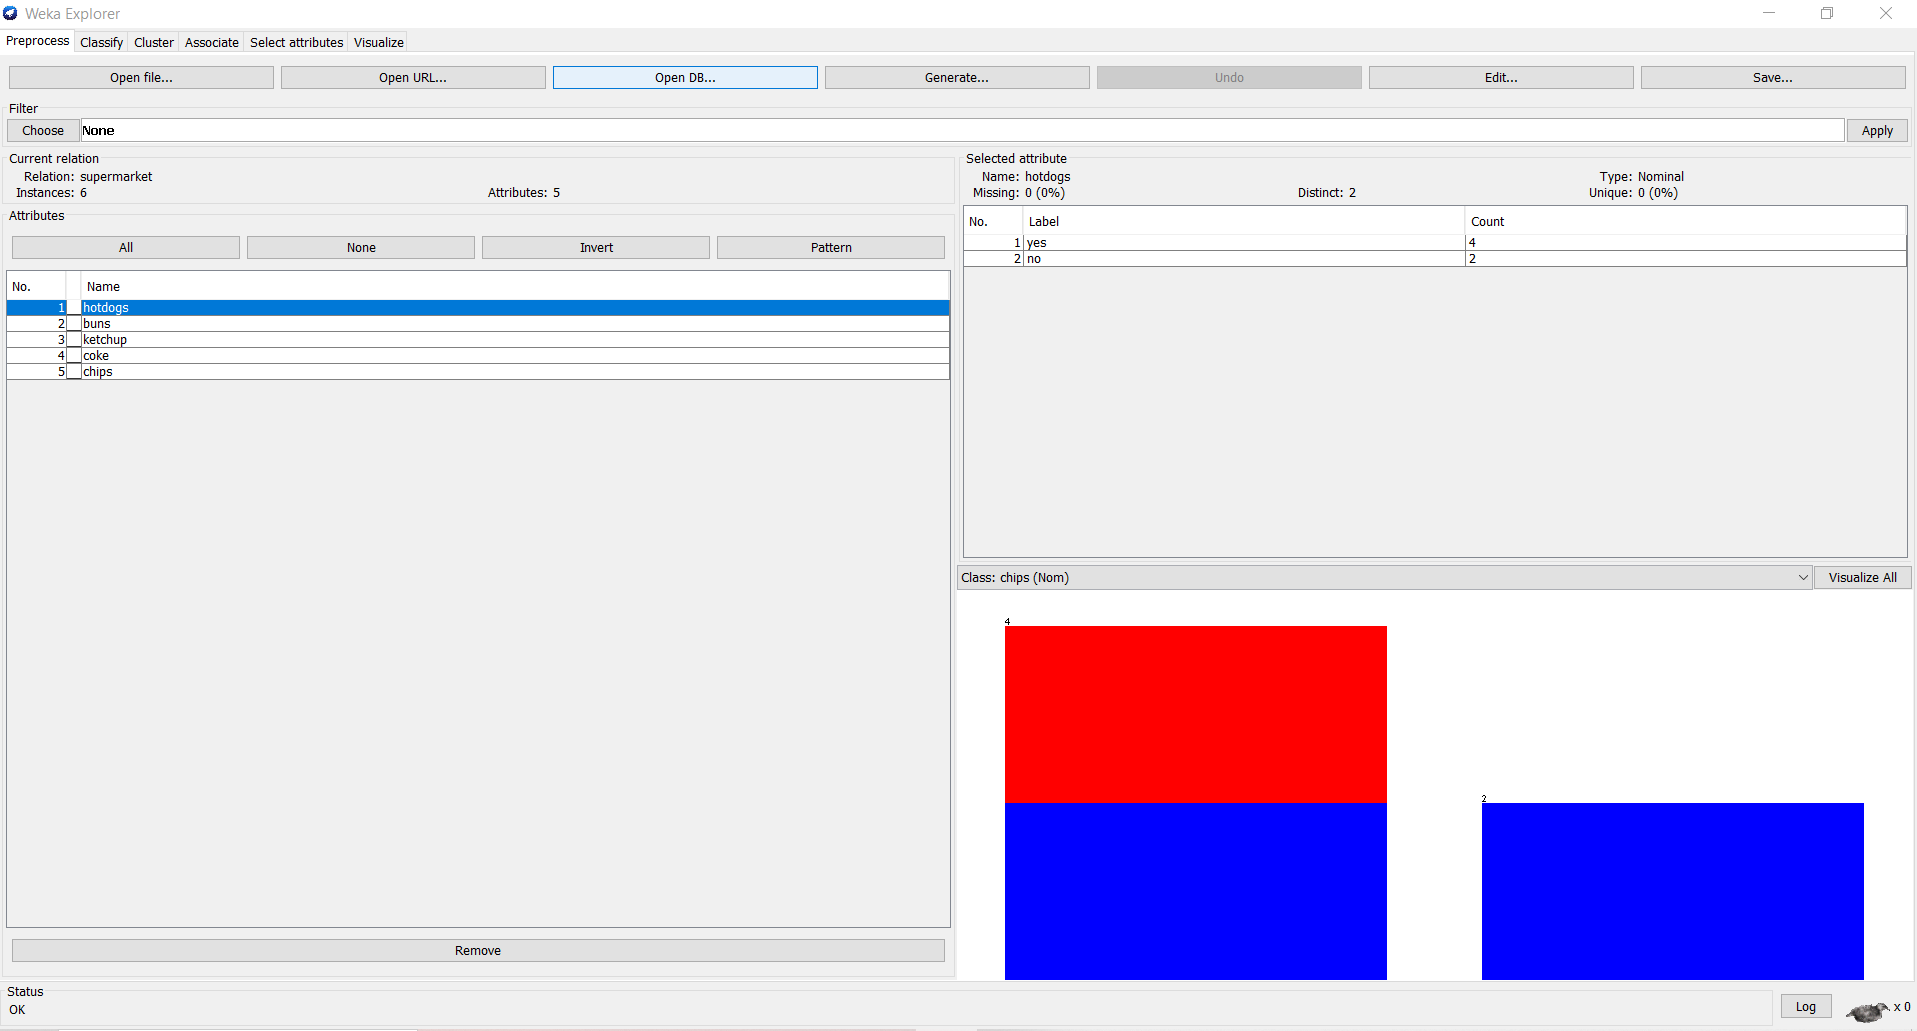 Weka Explorer
Preprocess Classify Cluster Associate Select attributes Visualize
Open file... Open URL... Open DB... Generate... Undo Edit... Save...
Filter
Choose None Apply
Current relation
Relation: supermarket
Instances: 6 Attributes: 5
Attributes
All None Invert Pattern
No. Name
1 hotdogs
2 buns
3 ketchup
4 coke
5 chips
Remove
Selected attribute
Name: hotdogs Type: Nominal
Missing: 0 (0%) Distinct: 2 Unique: 0 (0%)
No. Label Count
1 yes 4
2 no 2
Class: chips (Nom) Visualize All
4
2
Status
OK
Log x 0